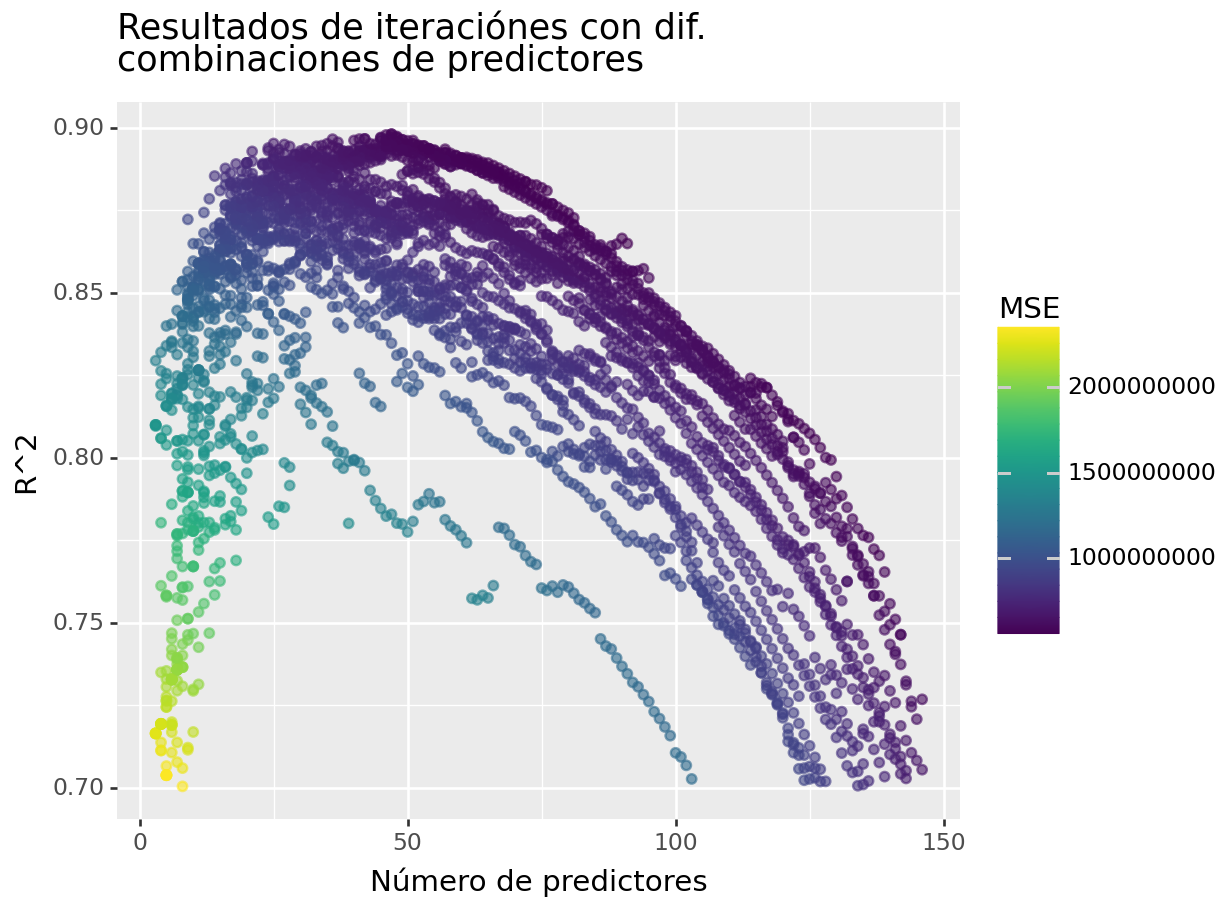 Resultados de iteraciónes con dif.
combinaciones de predictores
0.90
0.85
0.80
0.75
0.70
R^2
0
50
100
150
Número de predictores
MSE
2000000000
1500000000
1000000000